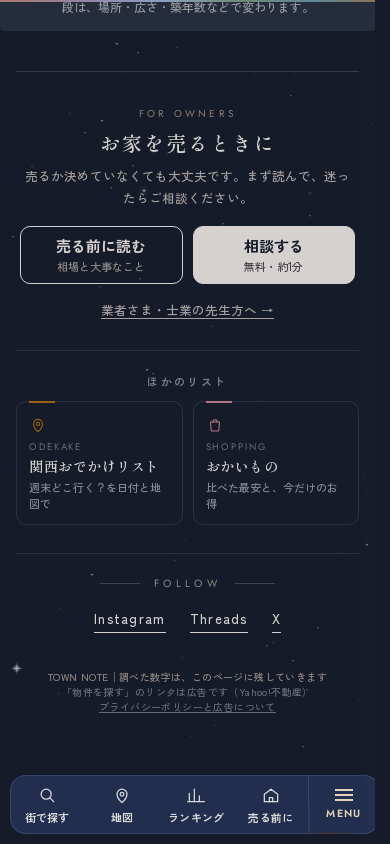 段は、場所・広さ・築年数などで変わります。
FOR OWNERS
お家を売るときに
売るか決めていなくても大丈夫です。まず読んで、迷っ
たらご相談ください。
売る前に読む
相場と大事なこと
相談する
無料・約1分
業者さま・士業の先生方へ →
ほかのリスト
ODEKAKE
関西おでかけリスト
週末どこ行く？を日付と地
図で
SHOPPING
おかいもの
比べた最安と、今だけのお
得
FOLLOW
Instagram Threads X
TOWN NOTE｜調べた数字は、このページに残していきます
「物件を探す」のリンクは広告です（Yahoo!不動産）
プライバシーポリシーと広告について
街で探す
地図
ランキング
売る前に
MENU